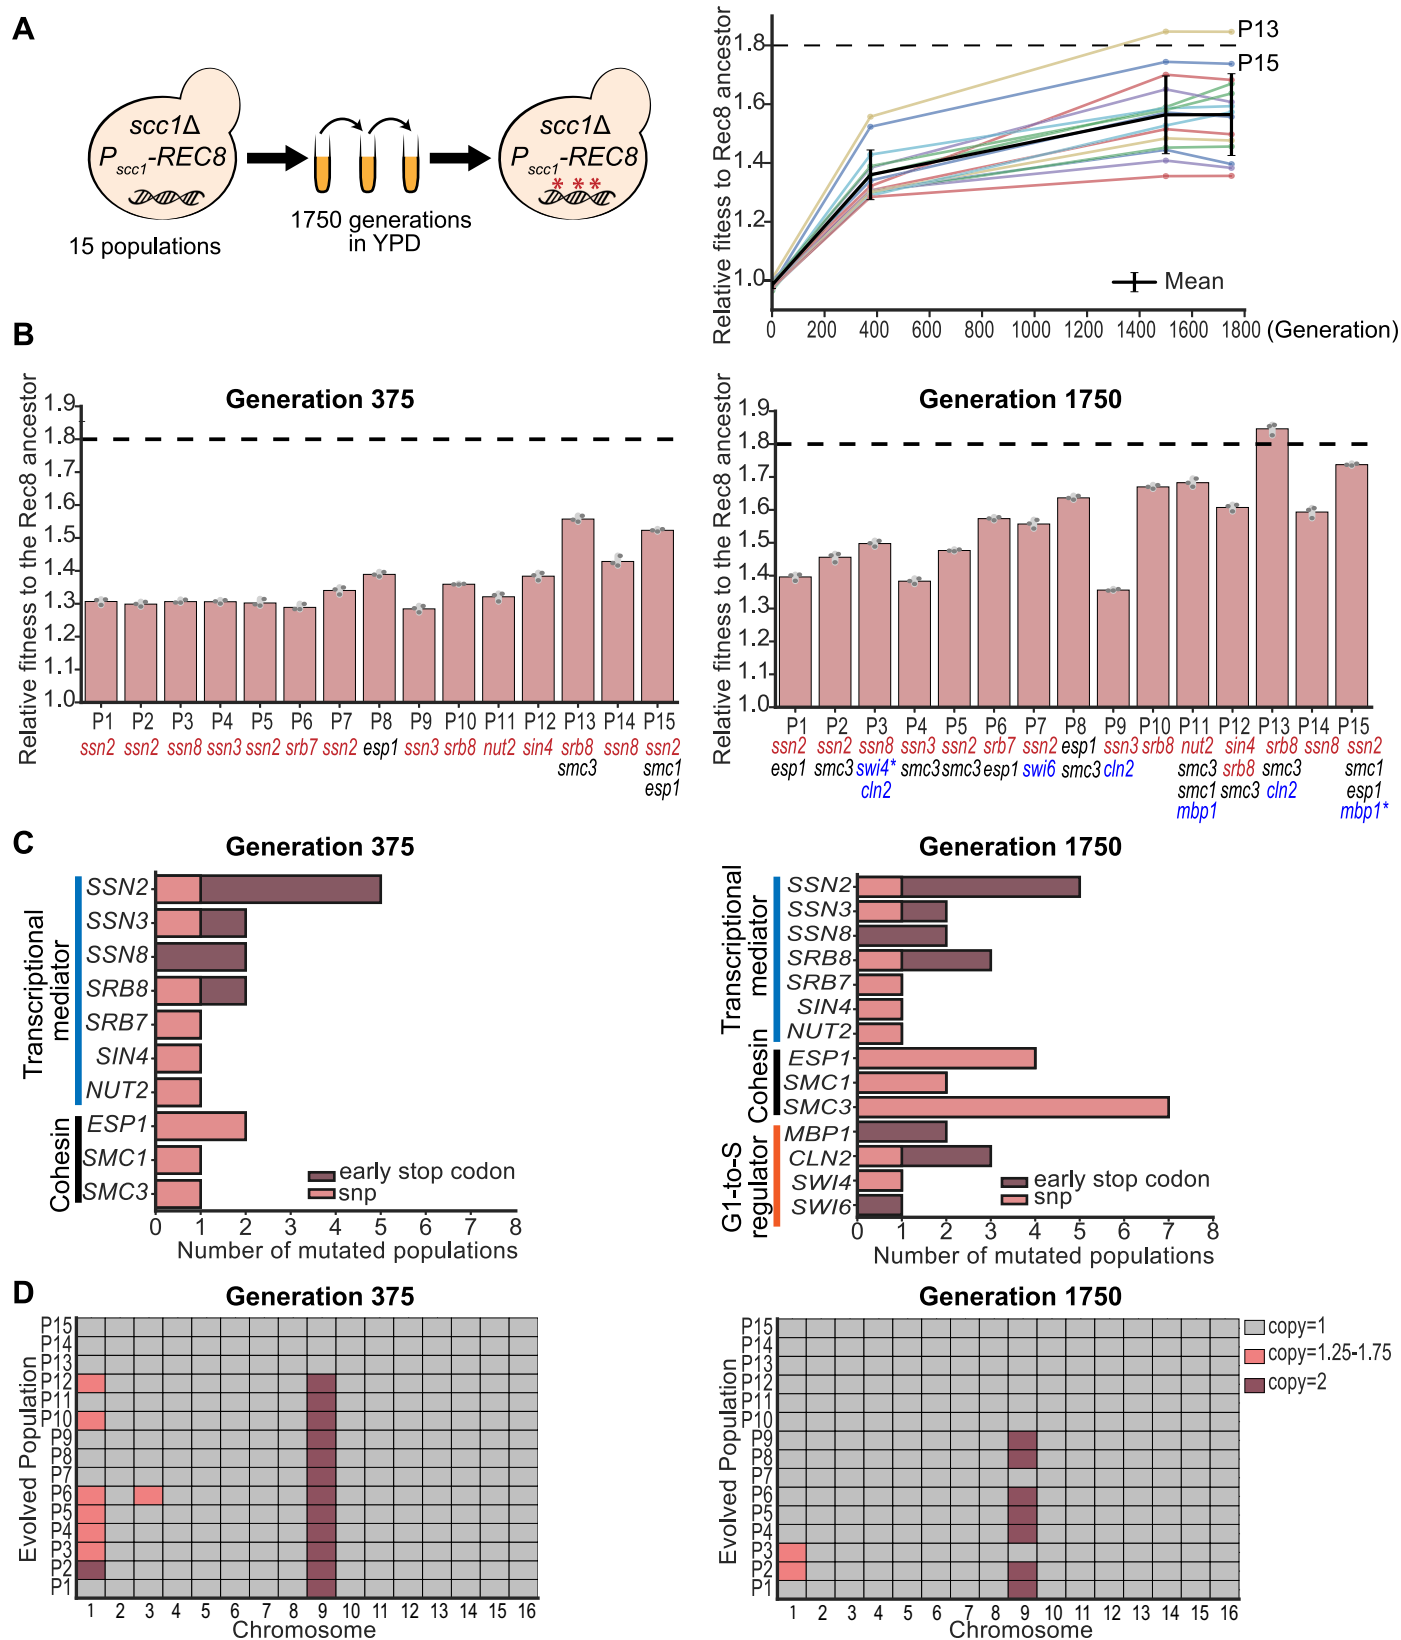 A
scc1Δ
Pscc1-REC8
15 populations
1750 generations
in YPD
scc1Δ
Pscc1-REC8
* * *
Relative fitess to Rec8 ancestor
1.8
1.6
1.4
1.2
1.0
P13
P15
Mean
0 200 400 600 800 1000 1200 1400 1600 1800 (Generation)
B
Generation 375
Relative fitness to the Rec8 ancestor
1.9
1.8
1.7
1.6
1.5
1.4
1.3
1.2
1.1
1.0
P1 P2 P3 P4 P5 P6 P7 P8 P9 P10 P11 P12 P13 P14 P15
ssn2 ssn2 ssn8 ssn3 ssn2 srb7 ssn2 esp1 ssn3 srb8 nut2 sin4 srb8 ssn8 ssn2
smc3 smc1
esp1
Generation 1750
Relative fitness to the Rec8 ancestor
1.9
1.8
1.7
1.6
1.5
1.4
1.3
1.2
1.1
1.0
P1 P2 P3 P4 P5 P6 P7 P8 P9 P10 P11 P12 P13 P14 P15
ssn2 ssn2 ssn8 ssn3 ssn2 srb7 ssn2 esp1 ssn3 srb8 nut2 sin4 srb8 ssn8 ssn2
esp1 smc3 swi4* smc3 smc3 esp1 swi6 smc3 cln2 smc3 srb8 smc3 smc1
cln2 smc1 smc3 cln2 esp1
mbp1 mbp1*
C
Generation 375
Transcriptional
mediator
Cohesin
SSN2
SSN3
SSN8
SRB8
SRB7
SIN4
NUT2
ESP1
SMC1
SMC3
early stop codon
snp
0 1 2 3 4 5 6 7 8
Number of mutated populations
Generation 1750
Transcriptional
mediator
Cohesin
G1-to-S
regulator
SSN2
SSN3
SSN8
SRB8
SRB7
SIN4
NUT2
ESP1
SMC1
SMC3
MBP1
CLN2
SWI4
SWI6
early stop codon
snp
0 1 2 3 4 5 6 7 8
Number of mutated populations
D
Generation 375
Evolved Population
P15
P14
P13
P12
P11
P10
P9
P8
P7
P6
P5
P4
P3
P2
P1
1 2 3 4 5 6 7 8 9 10 11 12 13 14 15 16
Chromosome
Generation 1750
Evolved Population
P15
P14
P13
P12
P11
P10
P9
P8
P7
P6
P5
P4
P3
P2
P1
1 2 3 4 5 6 7 8 9 10 11 12 13 14 15 16
Chromosome
copy=1
copy=1.25-1.75
copy=2